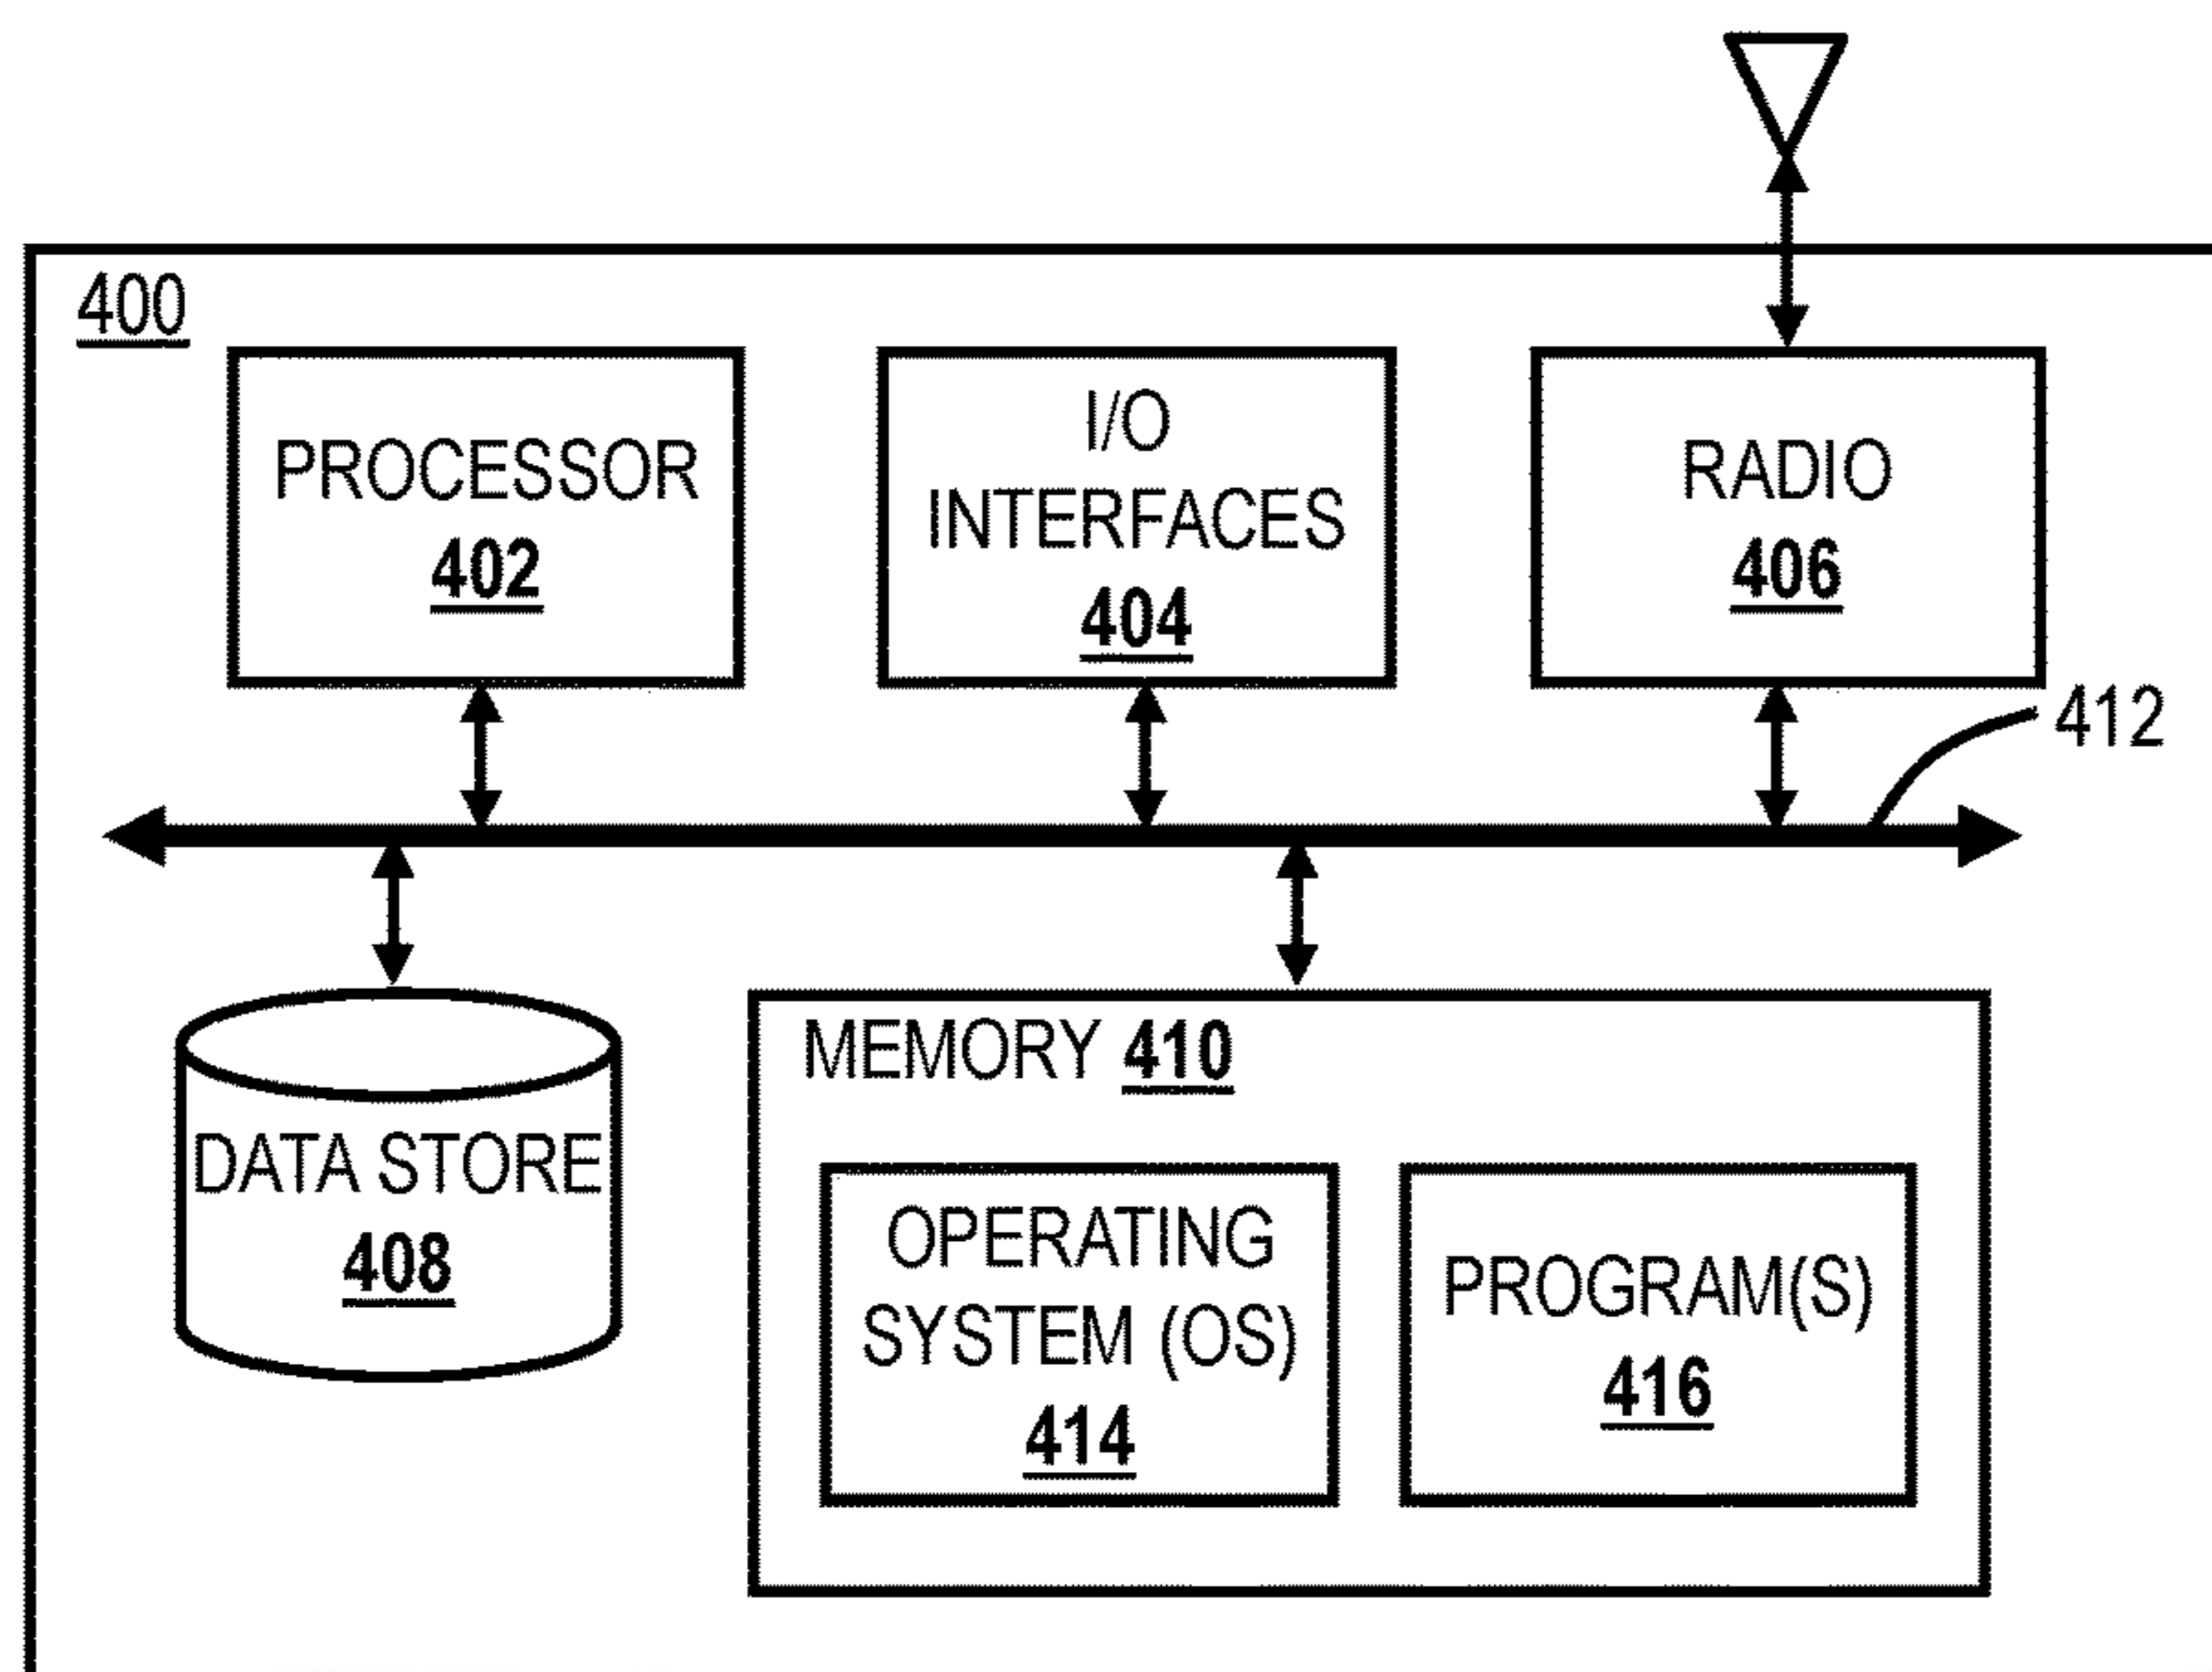 400
PROCESSOR
402
I/O
INTERFACES
404
RADIO
406
412
DATA STORE
408
MEMORY 410
OPERATING
SYSTEM (OS)
414
PROGRAM(S)
416